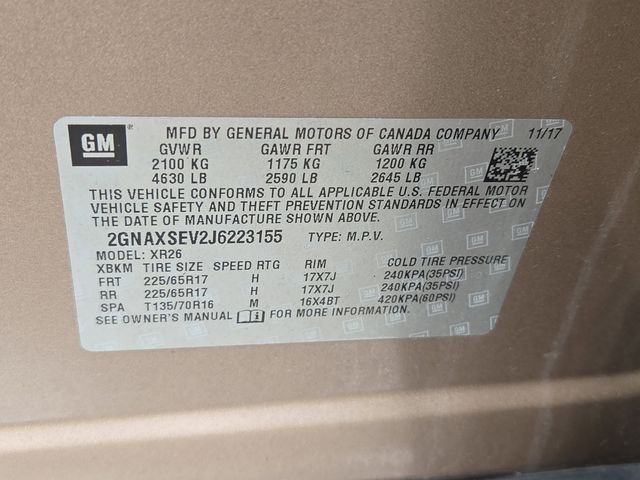 GM
MFD BY GENERAL MOTORS OF CANADA COMPANY 11/17
GVWR GAWR FRT GAWR RR
2100 KG 1175 KG 1200 KG
4630 LB 2590 LB 2645 LB
THIS VEHICLE CONFORMS TO ALL APPLICABLE U.S. FEDERAL MOTOR
VEHICLE SAFETY AND THEFT PREVENTION STANDARDS IN EFFECT ON
THE DATE OF MANUFACTURE SHOWN ABOVE.
2GNAXSEV2J6223155 TYPE: M.P.V.
MODEL: XR26
XBKM TIRE SIZE SPEED RTG RIM COLD TIRE PRESSURE
FRT 225/65R17 H 17X7J 240KPA(35PSI)
RR 225/65R17 H 17X7J 240KPA(35PSI)
SPA T135/70R16 M 16X4BT 420KPA(60PSI)
SEE OWNER'S MANUAL FOR MORE INFORMATION.